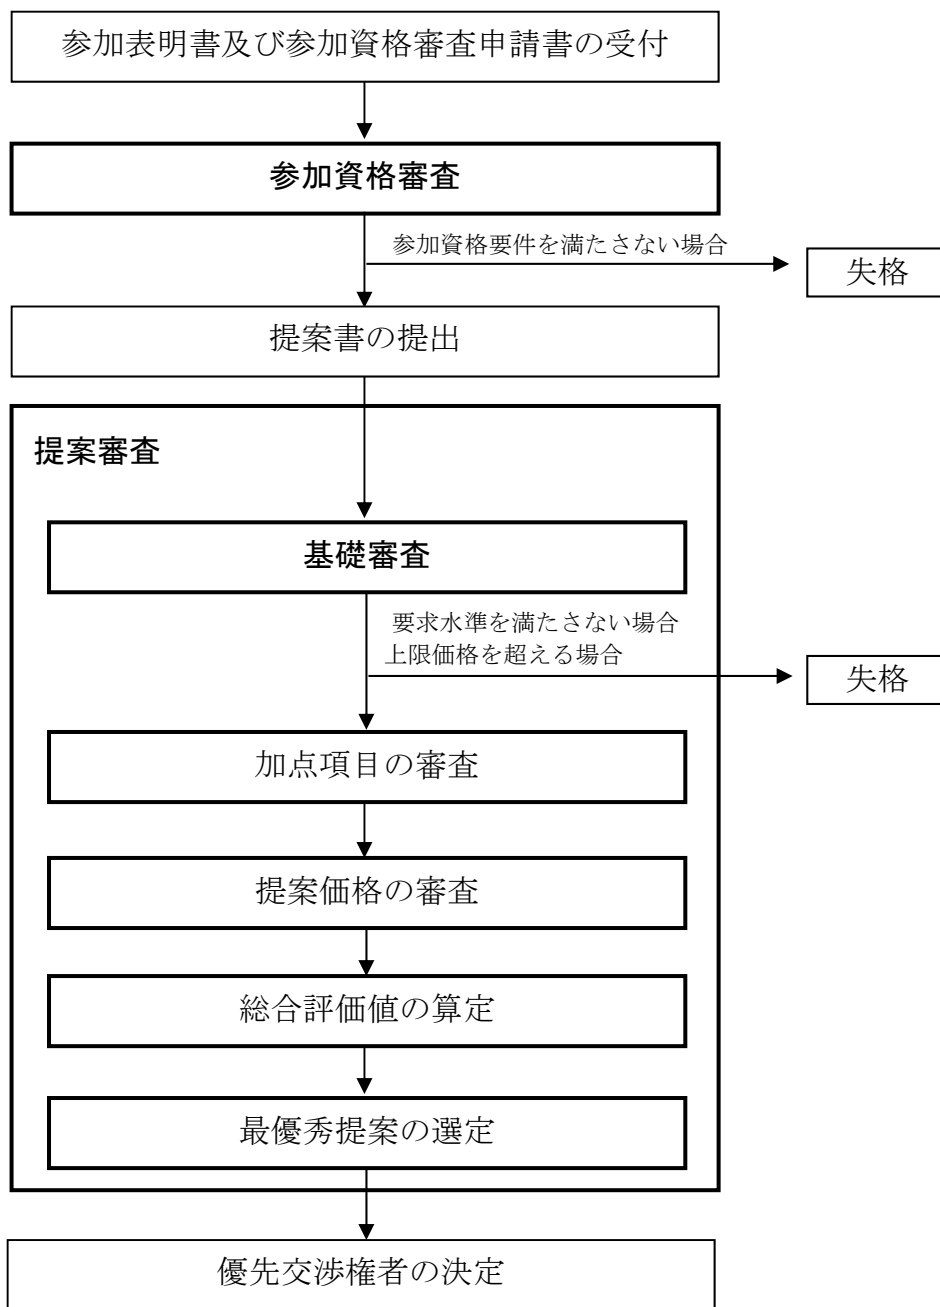 参加表明書及び参加資格審査申請書の受付
参加資格審査
参加資格要件を満たさない場合
失格
提案書の提出
提案審査
基礎審査
要求水準を満たさない場合
上限価格を超える場合
失格
加点項目の審査
提案価格の審査
総合評価値の算定
最優秀提案の選定
優先交渉権者の決定